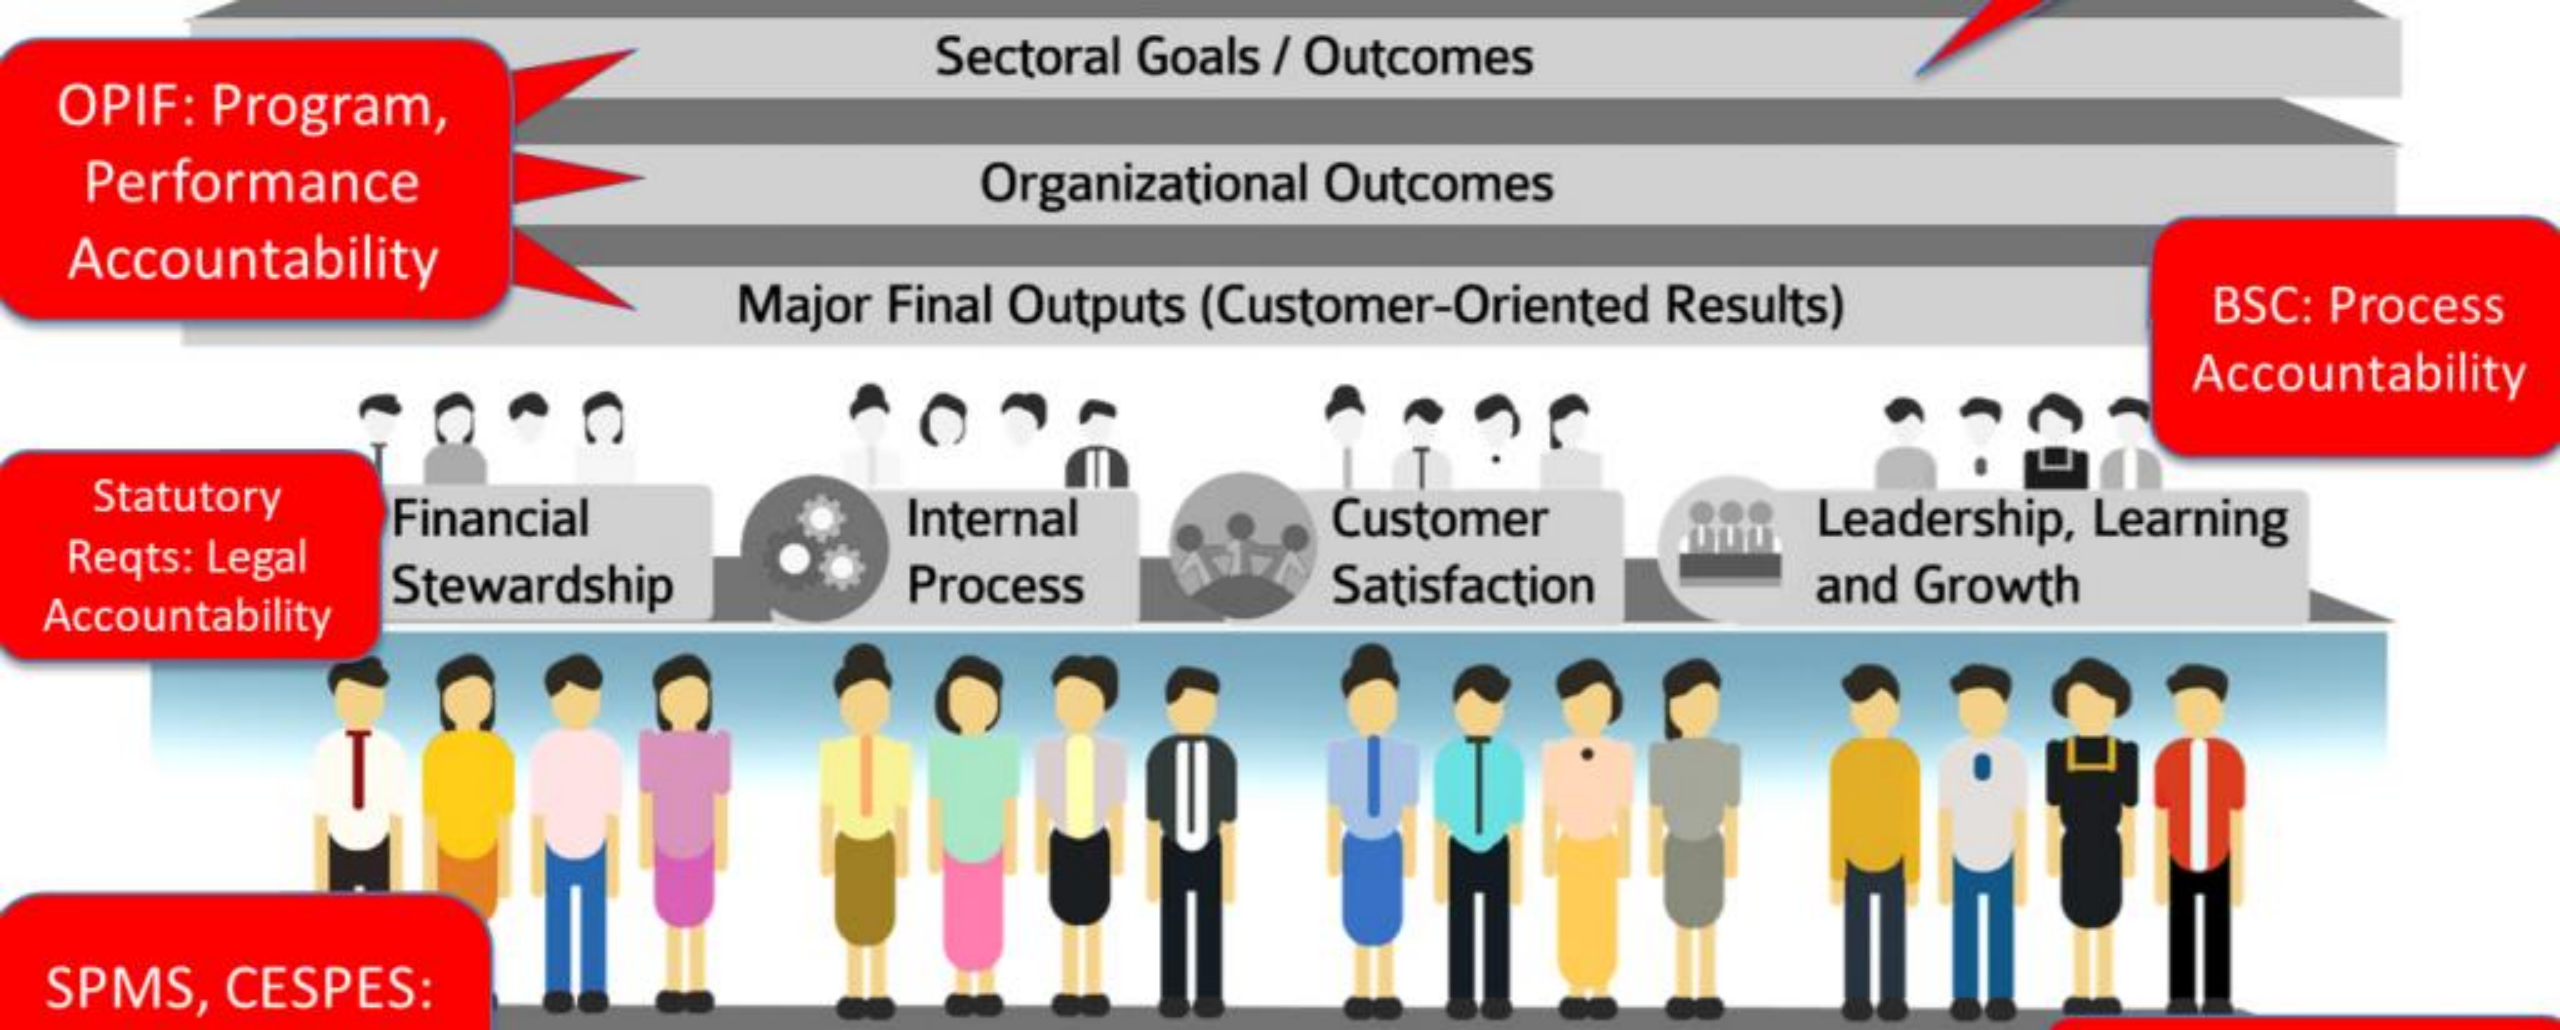 Sectoral Goals / Outcomes
OPIF: Program,
Performance
Accountability
Organizational Outcomes
Major Final Outputs (Customer-Oriented Results)
BSC: Process
Accountability
Statutory
Reqts: Legal
Accountability
Financial
Stewardship
Internal
Process
Customer
Satisfaction
Leadership, Learning
and Growth
SPMS, CESPES: